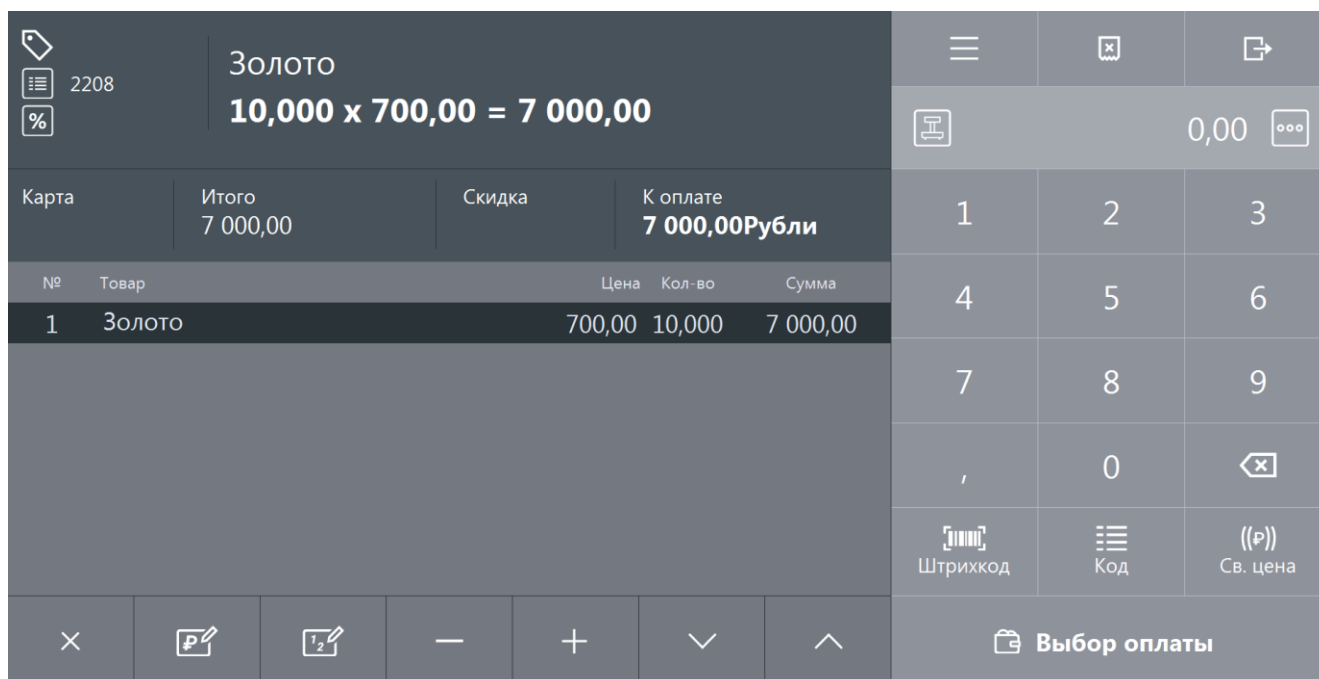 2208
%
Золото
10,000 x 700,00 = 7 000,00
Карта
Итого
7 000,00
Скидка
К оплате
7 000,00Рубли
№ Товар Цена Кол-во Сумма
1 Золото 700,00 10,000 7 000,00
0,00
1 2 3
4 5 6
7 8 9
, 0
Штрихкод
Код
((₽))
Св. цена
₽
1 2
Выбор оплаты